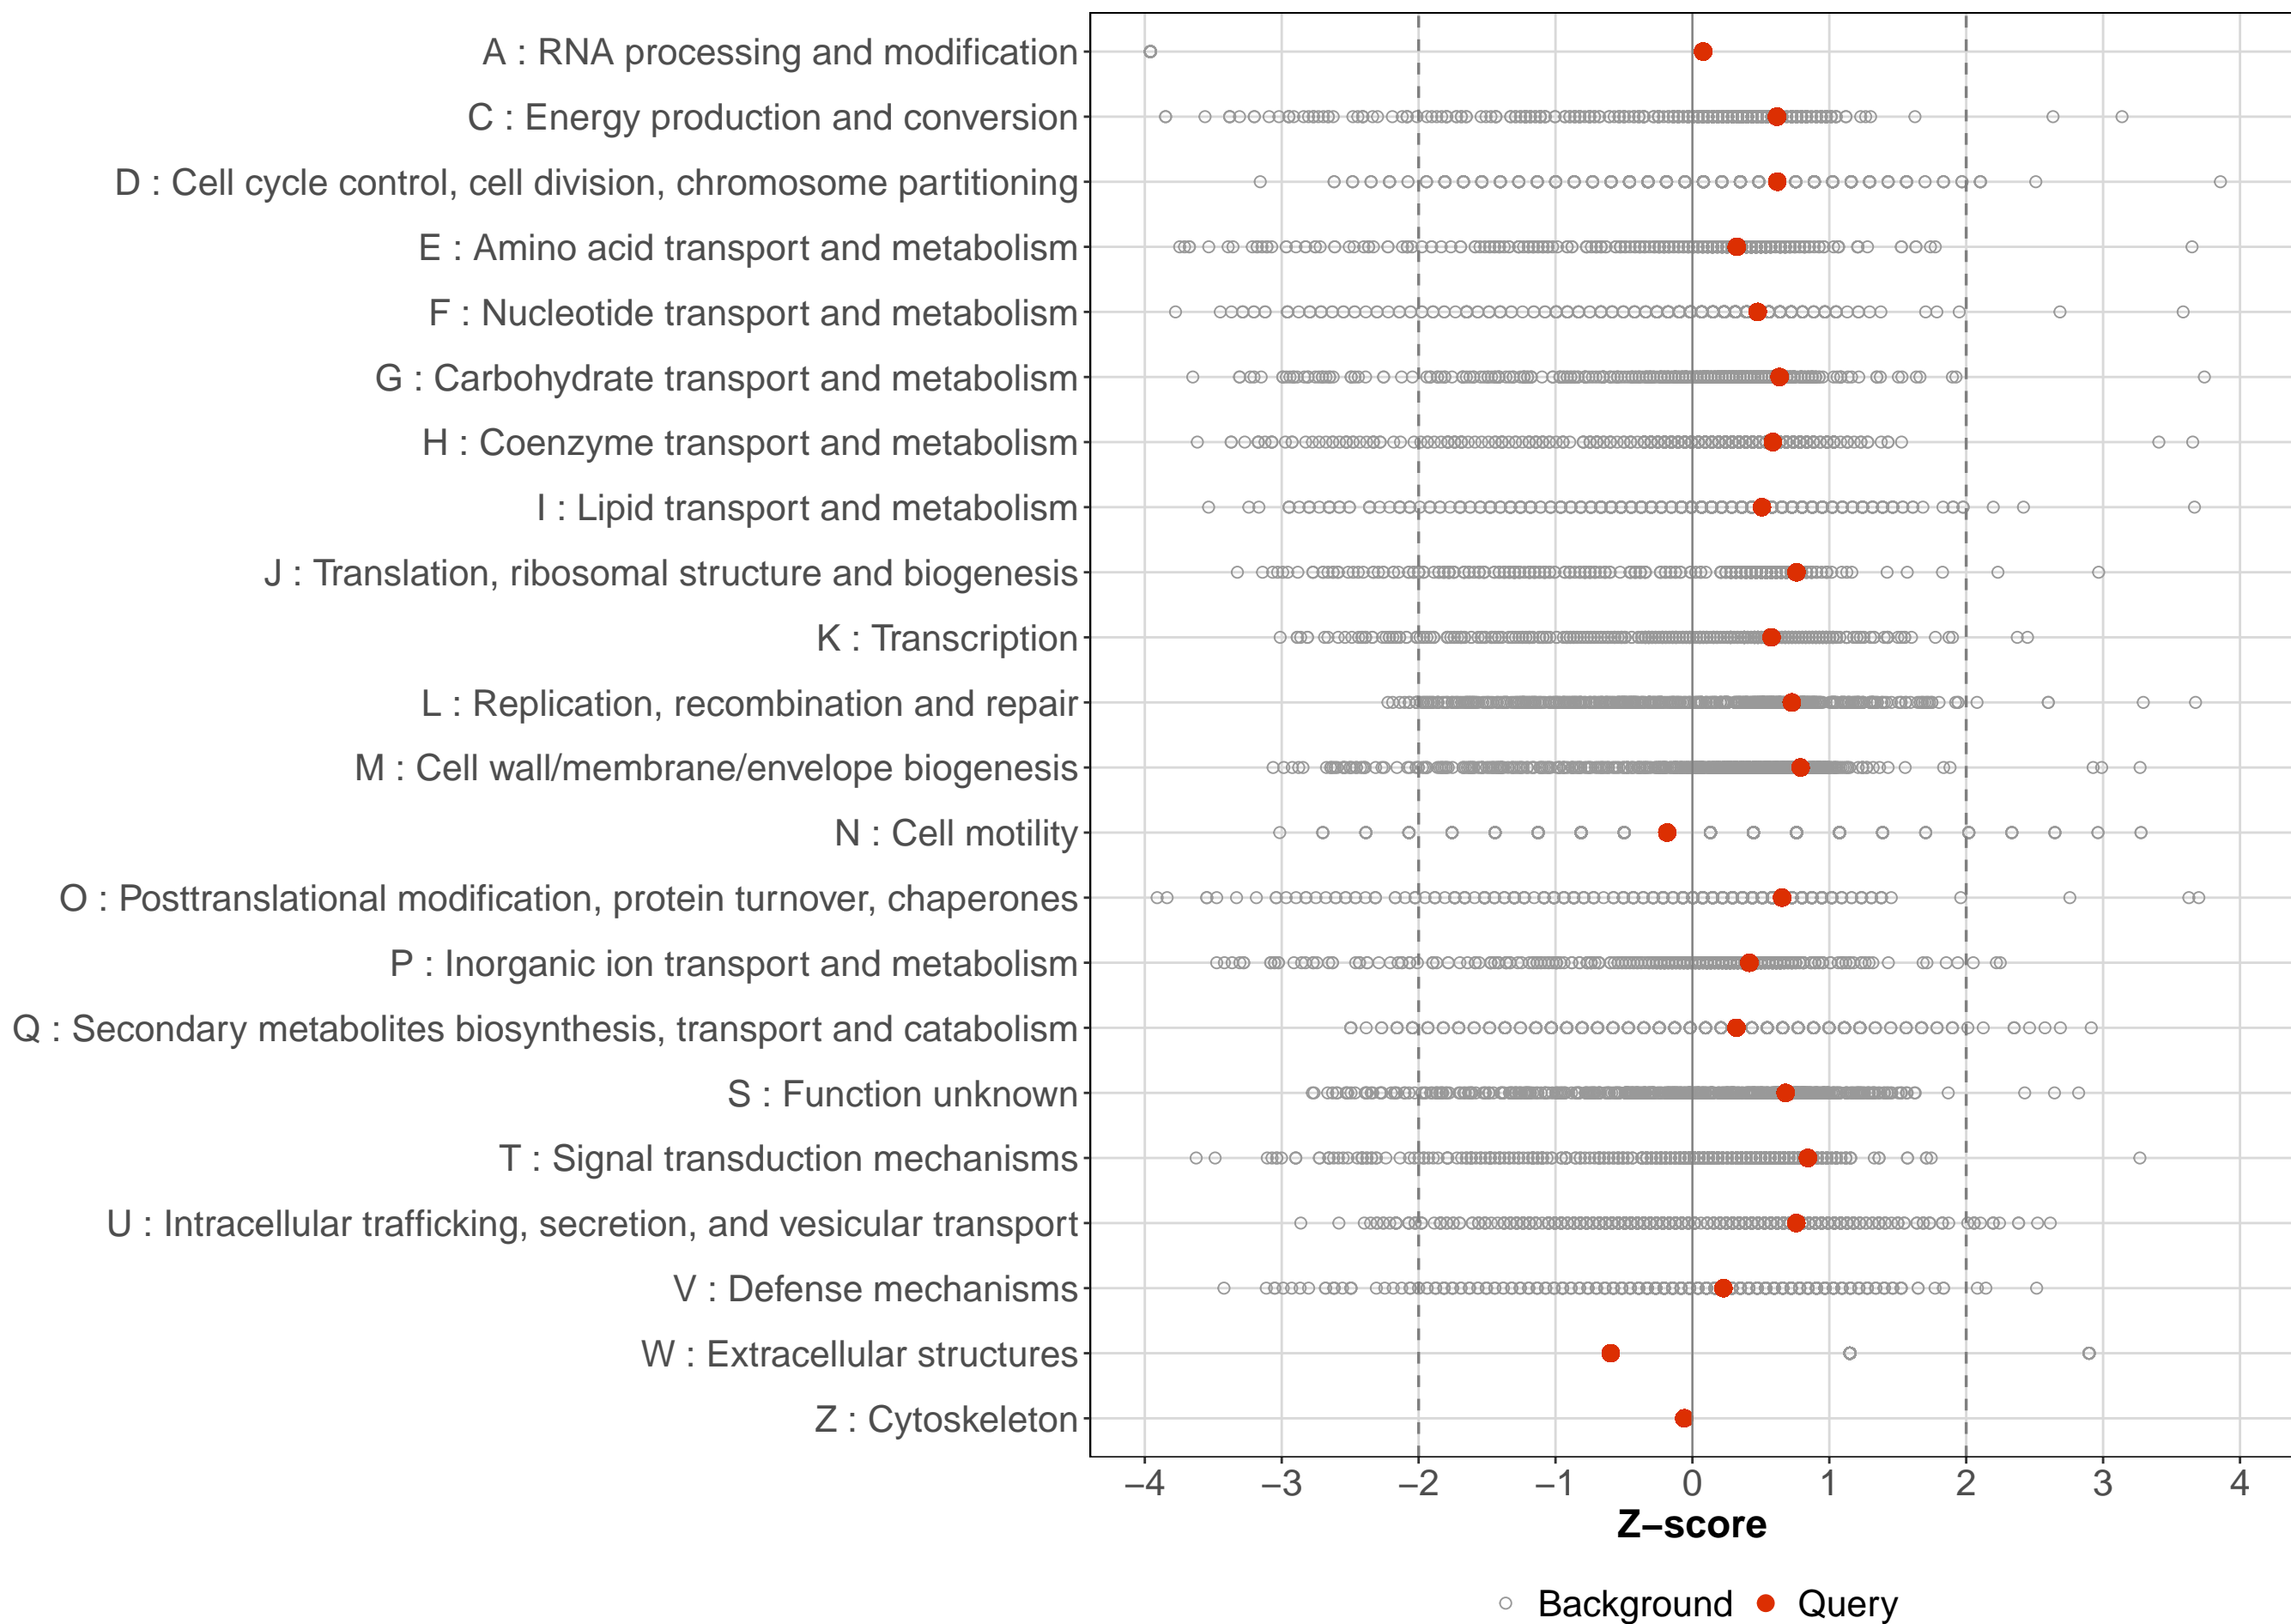 A : RNA processing and modification
C : Energy production and conversion
D : Cell cycle control, cell division, chromosome partitioning
E : Amino acid transport and metabolism
F : Nucleotide transport and metabolism
G : Carbohydrate transport and metabolism
H : Coenzyme transport and metabolism
I : Lipid transport and metabolism
J : Translation, ribosomal structure and biogenesis
K : Transcription
L : Replication, recombination and repair
M : Cell wall/membrane/envelope biogenesis
N : Cell motility
O : Posttranslational modification, protein turnover, chaperones
P : Inorganic ion transport and metabolism
Q : Secondary metabolites biosynthesis, transport and catabolism
S : Function unknown
T : Signal transduction mechanisms
U : Intracellular trafficking, secretion, and vesicular transport
V : Defense mechanisms
W : Extracellular structures
Z : Cytoskeleton
−4 −3 −2 −1 0 1 2 3 4
Z−score
Background Query